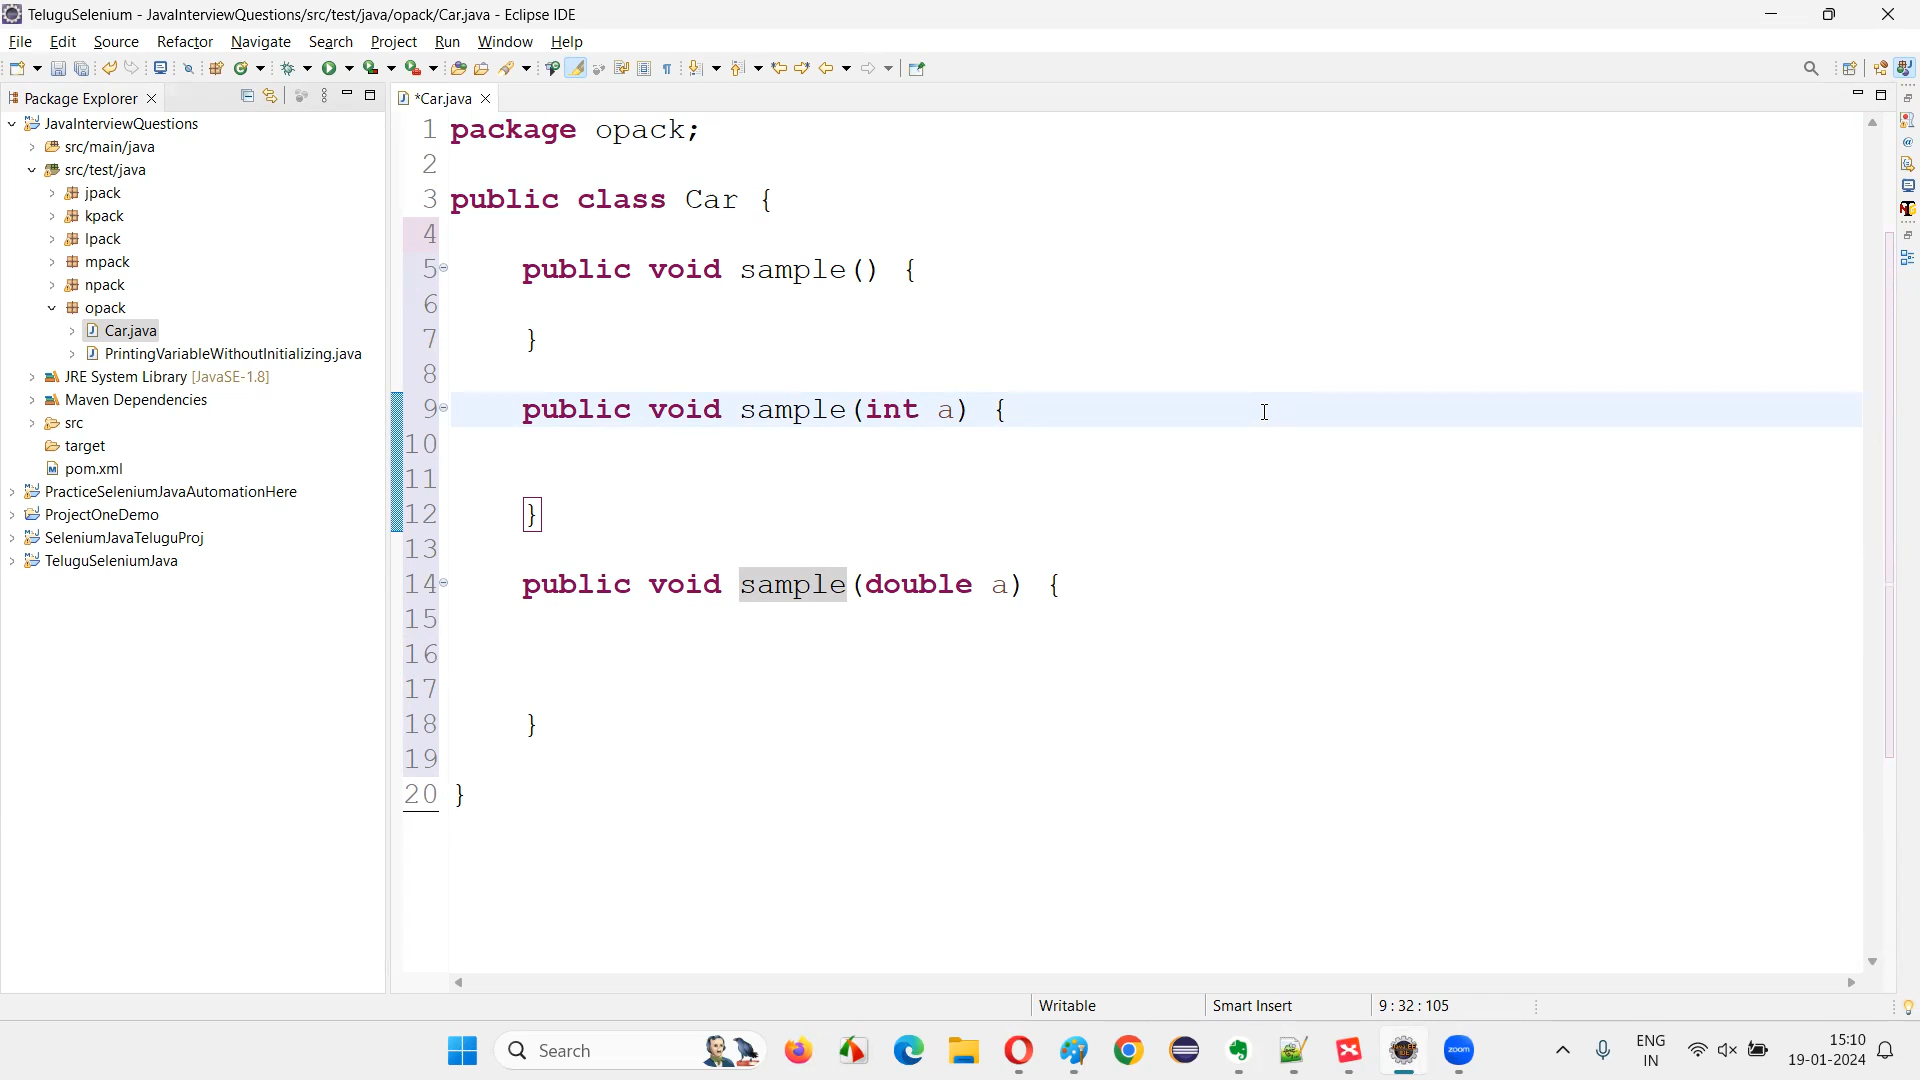 TeluguSelenium - JavaInterviewQuestions/src/test/java/opack/Car.java - Eclipse IDE
File Edit Source Refactor Navigate Search Project Run Window Help
Package Explorer
*Car.java
JavaInterviewQuestions
src/main/java
src/test/java
jpack
kpack
lpack
mpack
npack
opack
Car.java
PrintingVariableWithoutInitializing.java
JRE System Library [JavaSE-1.8]
Maven Dependencies
src
target
pom.xml
PracticeSeleniumJavaAutomationHere
ProjectOneDemo
SeleniumJavaTeluguProj
TeluguSeleniumJava
1 package opack;
2
3 public class Car {
4
5 public void sample() {
6
7 }
8
9 public void sample(int a) {
10
11
12 }
13
14 public void sample(double a) {
15
16
17
18 }
19
20 }
Writable Smart Insert 9 : 32 : 105
Search
zoom
ENG
IN
15:10
19-01-2024